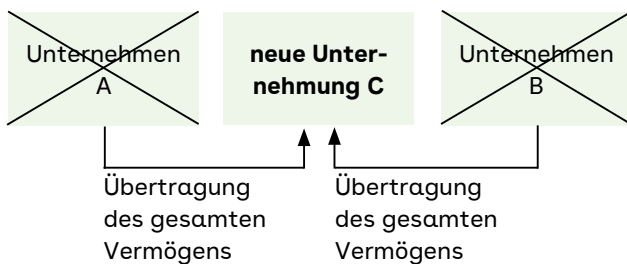 Unternehmen
A
neue Unter-
nehmung C
Unternehmen
B
Übertragung
des gesamten
Vermögens
Übertragung
des gesamten
Vermögens